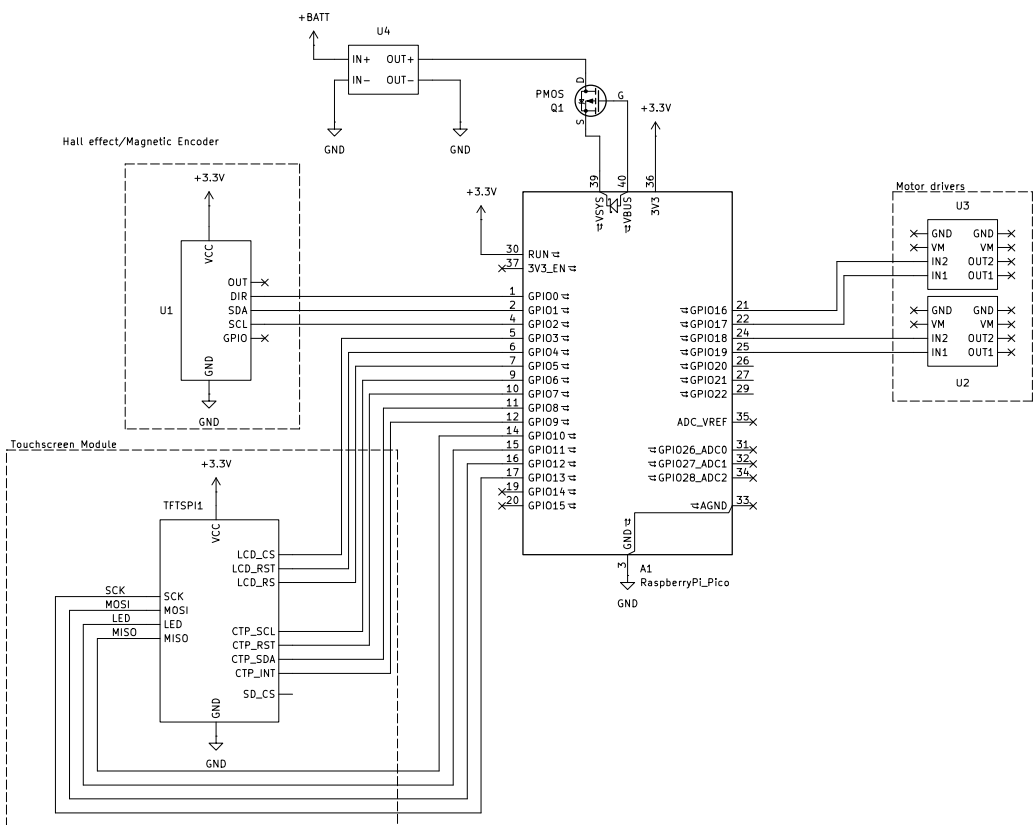 +BATT
U4
IN+ OUT+
IN- OUT-
GND
GND
D
PMOS
Q1
G
S
+3.3V
39
40
36
VSYS
VBUS
3V3
Hall effect/Magnetic Encoder
+3.3V
VCC
U1
OUT
DIR
SDA
SCL
GPIO
GND
GND
+3.3V
30 RUN
37 3V3_EN
1 GPIO0
2 GPIO1
4 GPIO2
5 GPIO3
6 GPIO4
7 GPIO5
9 GPIO6
10 GPIO7
11 GPIO8
12 GPIO9
14 GPIO10
15 GPIO11
16 GPIO12
17 GPIO13
19 GPIO14
20 GPIO15
GPIO16 21
GPIO17 22
GPIO18 24
GPIO19 25
GPIO20 26
GPIO21 27
GPIO22 29
ADC_VREF 35
GPIO26_ADC0 31
GPIO27_ADC1 32
GPIO28_ADC2 34
AGND 33
GND
3
A1
RaspberryPi_Pico
GND
Motor drivers
U3
GND GND
VM VM
IN2 OUT2
IN1 OUT1
GND GND
VM OUT2
IN2 OUT1
IN1
U2
Touchscreen Module
+3.3V
TFTSPI1
VCC
LCD_CS
LCD_RST
LCD_RS
SCK SCK
MOSI MOSI
LED LED
MISO MISO
CTP_SCL
CTP_RST
CTP_SDA
CTP_INT
SD_CS
GND
GND